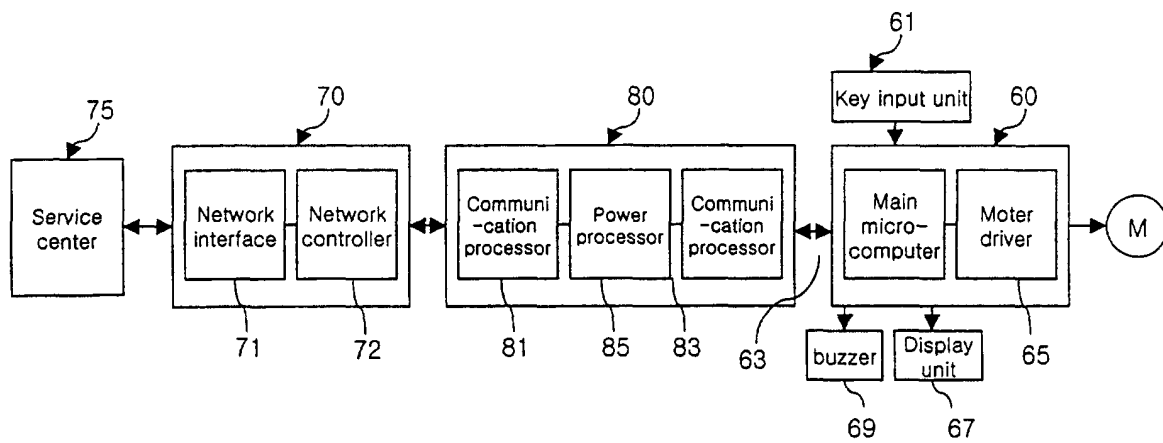 61
Key input unit
75
70
80
60
Service
center
Network
interface
Network
controller
Communi
-cation
processor
Power
processor
Communi
-cation
processor
Main
micro-
computer
Moter
driver
M
71
72
81
85
83
63
buzzer
Display
unit
65
69
67